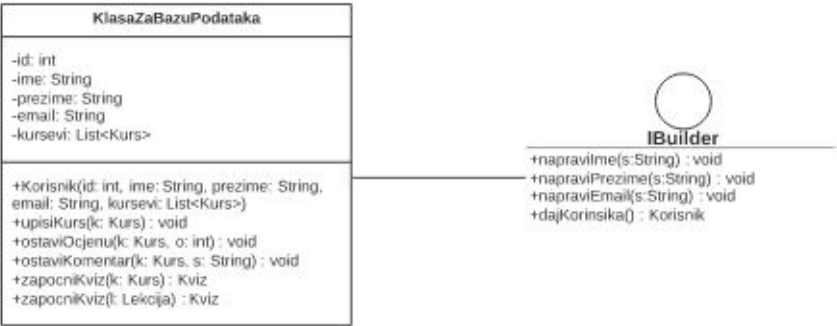 KlasaZaBazuPodataka
-id: int
-ime: String
-prezime: String
-email: String
-kursevi: List<Kurs>
+Korisnik(id: int, ime: String, prezime: String,
email: String, kursevi: List<Kurs>)
+upisiKurs(k: Kurs) : void
+ostaviOcjenu(k: Kurs, o: int) : void
+ostaviKomentar(k: Kurs, s: String) : void
+zapocniKviz(k: Kurs) : Kviz
+zapocniKviz(l: Lekcija) : Kviz
IBuilder
+napraviIme(s:String) : void
+napraviPrezime(s:String) : void
+napraviEmail(s:String) : void
+dajKorinsika() : Korisnik